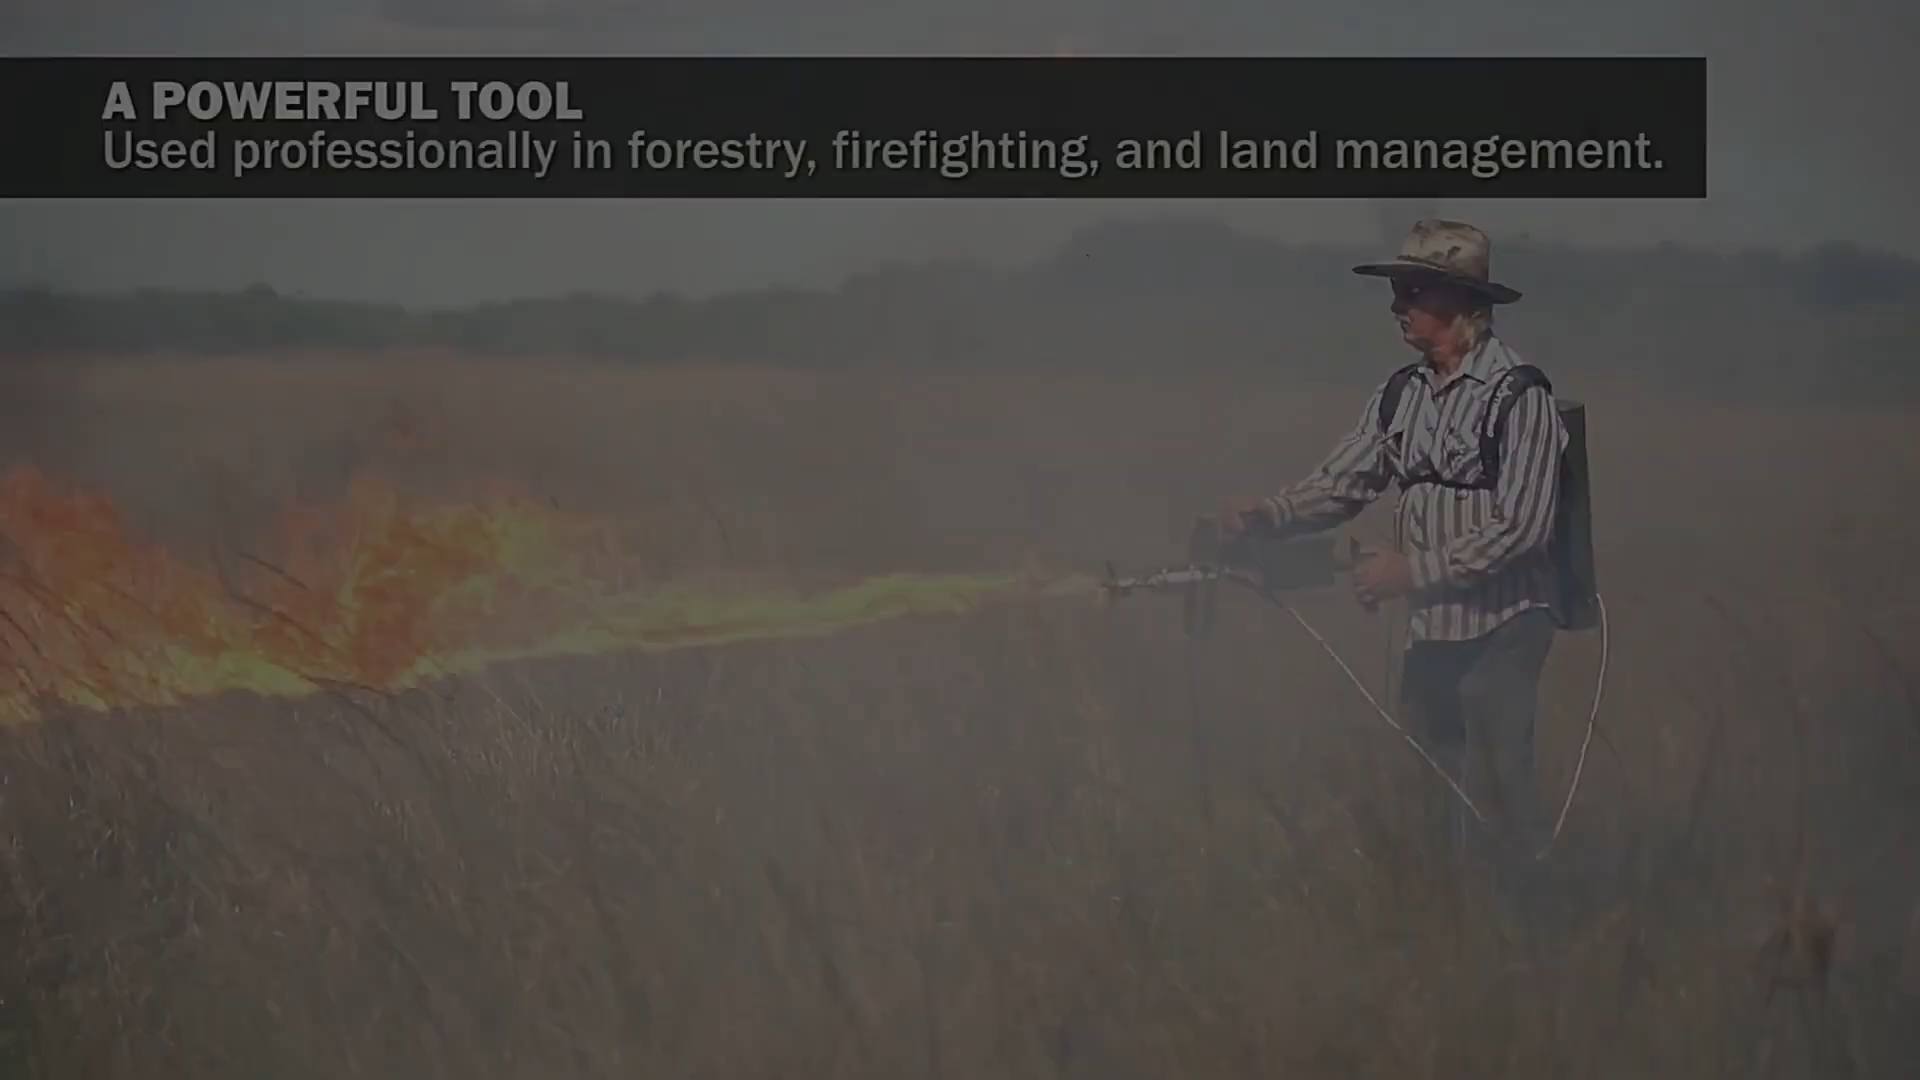 A POWERFUL TOOL
Used professionally in forestry, firefighting, and land management.